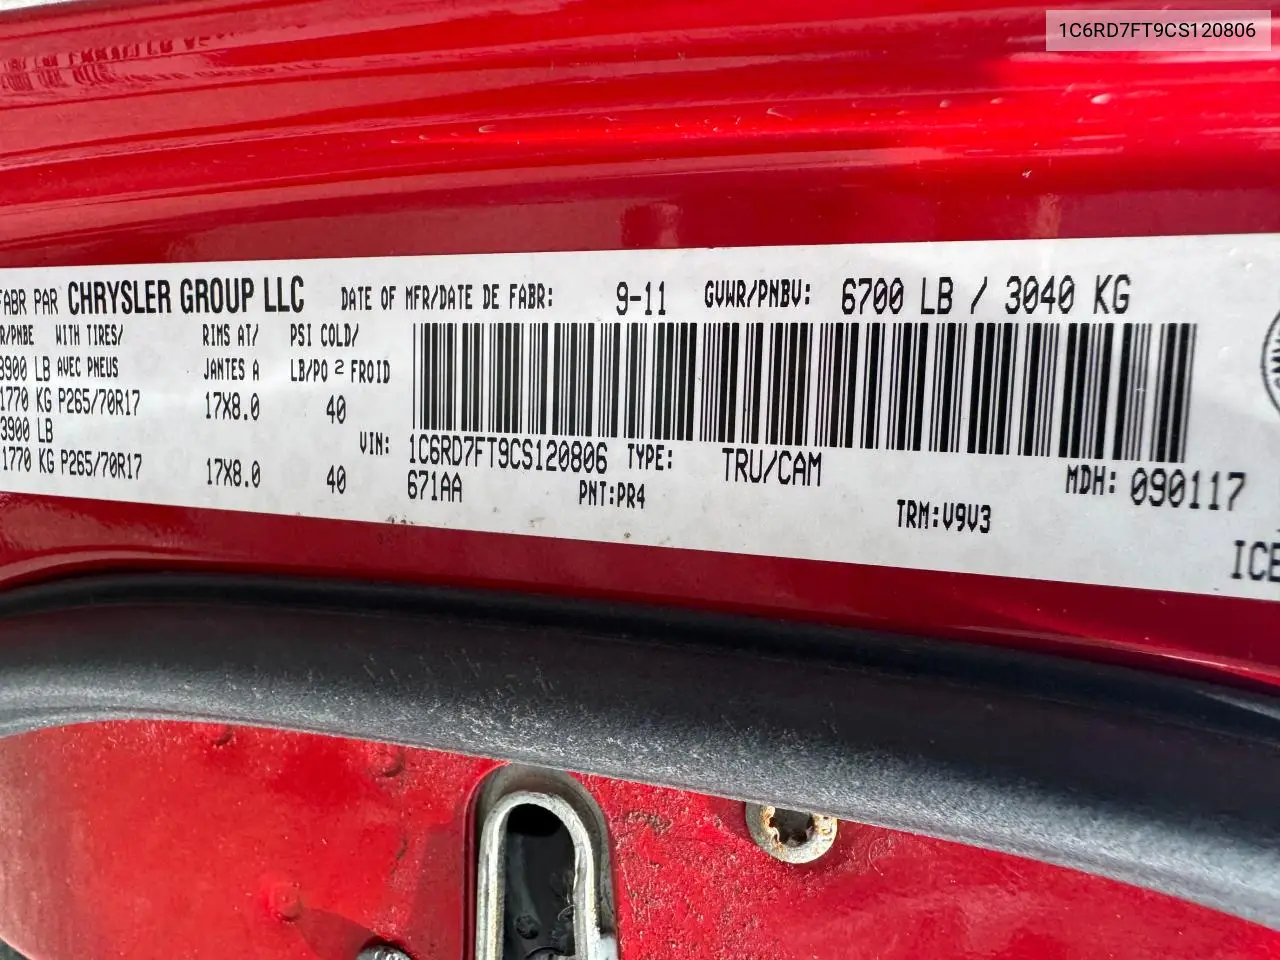 1C6RD7FT9CS120806
FABR PAR CHRYSLER GROUP LLC DATE OF MFR/DATE DE FABR: 9-11 GVWR/PNBV: 6700 LB / 3040 KG
R/PNBE WITH TIRES/ RIMS AT/ PSI COLD/
3900 LB AVEC PNEUS JANTES A LB/PO 2 FROID
1770 KG P265/70R17 17X8.0 40
3900 LB
1770 KG P265/70R17 17X8.0 40
VIN: 1C6RD7FT9CS120806 TYPE: TRU/CAM MDH: 090117
671AA PNT:PR4 TRM:V9V3